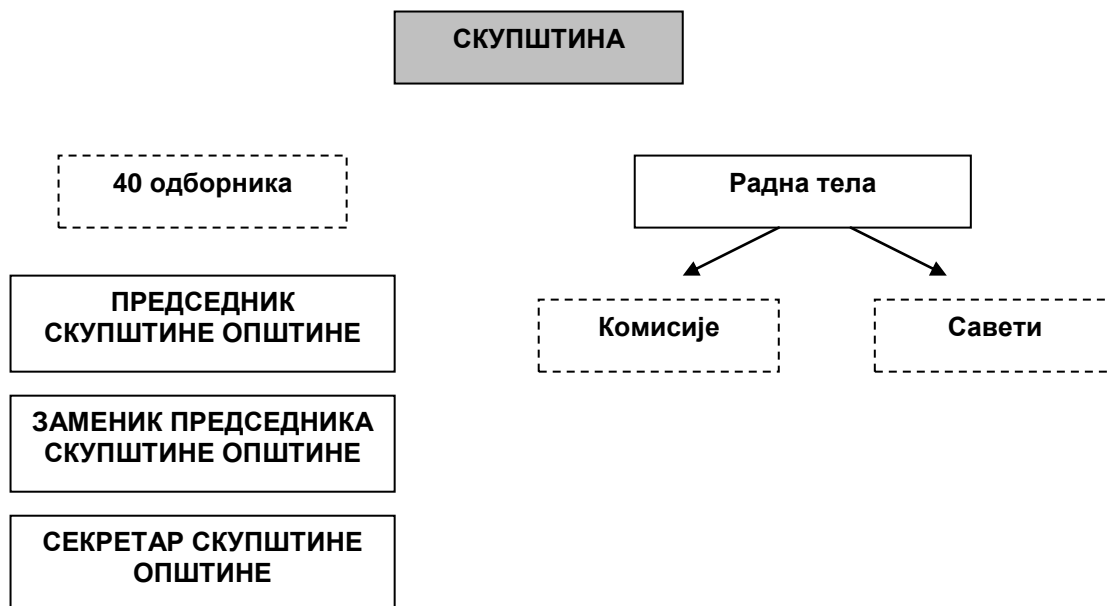 СКУПШТИНА
40 одборника
Радна тела
ПРЕДСЕДНИК
СКУПШТИНЕ ОПШТИНЕ
Комисије
Савети
ЗАМЕНИК ПРЕДСЕДНИКА
СКУПШТИНЕ ОПШТИНЕ
СЕКРЕТАР СКУПШТИНЕ
ОПШТИНЕ